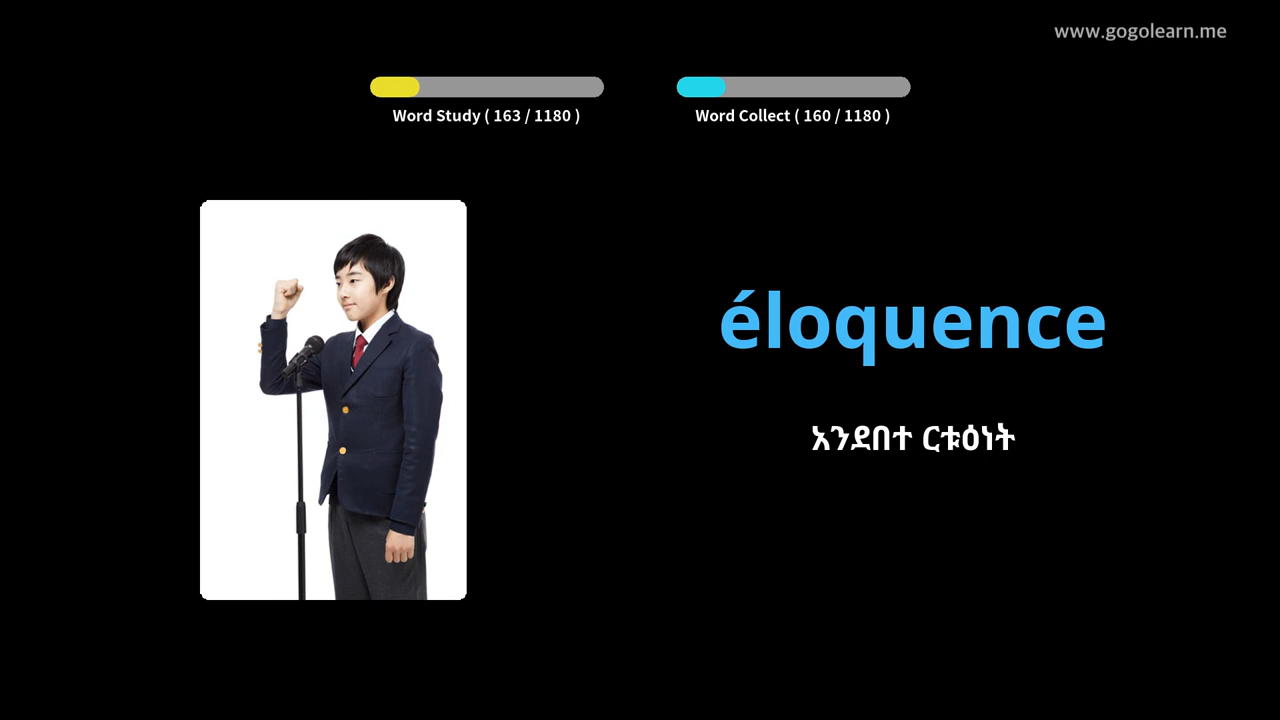 www.gogolearn.me
Word Study ( 163 / 1180 )
Word Collect ( 160 / 1180 )
éloquence
አንደበተ ርቱዕነት